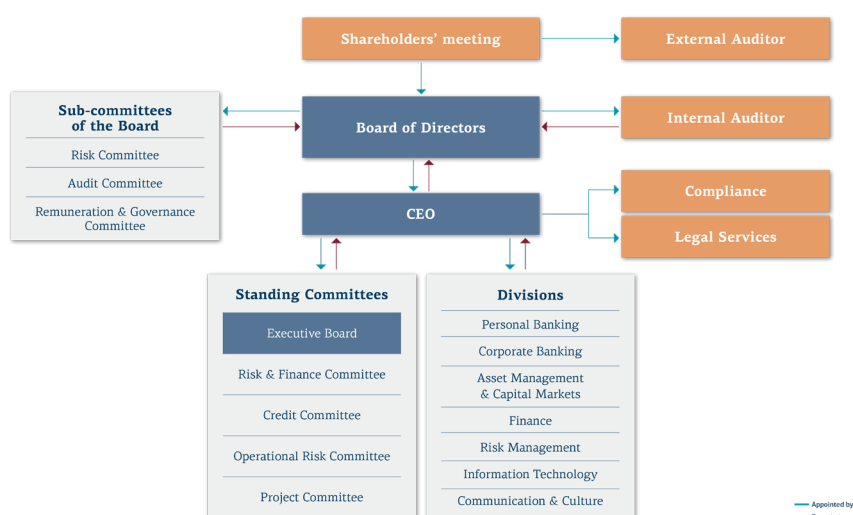 Shareholders' meeting
External Auditor
Sub-committees
of the Board
Risk Committee
Audit Committee
Remuneration & Governance
Committee
Board of Directors
Internal Auditor
CEO
Compliance
Legal Services
Standing Committees
Executive Board
Risk & Finance Committee
Credit Committee
Operational Risk Committee
Project Committee
Divisions
Personal Banking
Corporate Banking
Asset Management
& Capital Markets
Finance
Risk Management
Information Technology
Communication & Culture
Appointed by